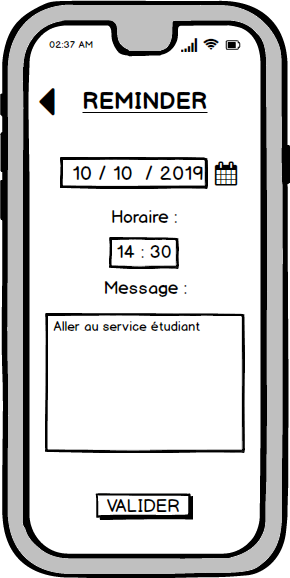 02:37 AM
REMINDER
10 / 10 / 2019
Horaire :
14 : 30
Message :
Aller au service étudiant
VALIDER